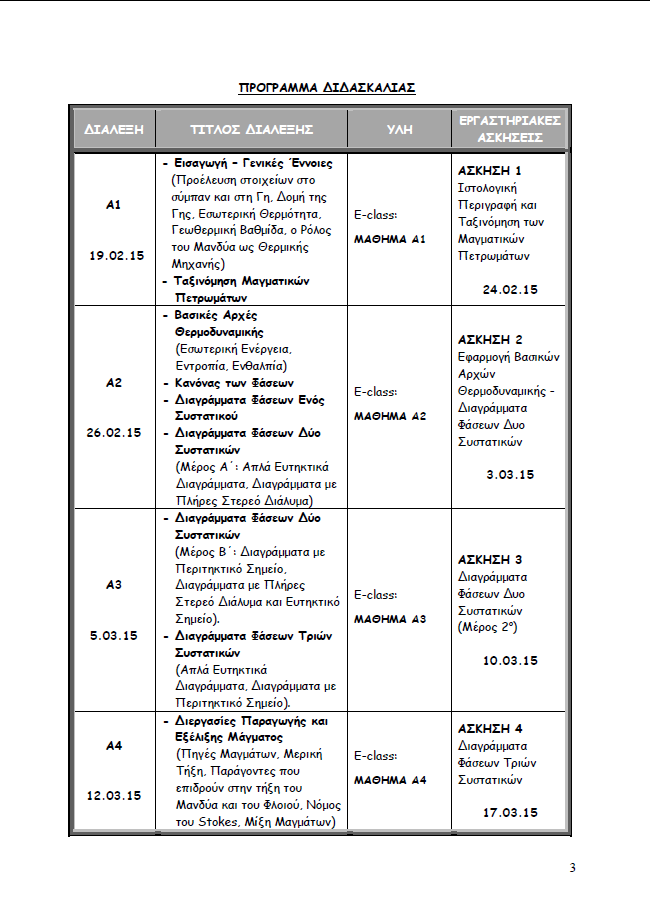 ΠΡΟΓΡΑΜΜΑ ΔΙΔΑΣΚΑΛΙΑΣ
ΔΙΑΛΕΞΗ
ΤΙΤΛΟΣ ΔΙΑΛΕΞΗΣ
ΥΛΗ
ΕΡΓΑΣΤΗΡΙΑΚΕΣ
ΑΣΚΗΣΕΙΣ
Α1
19.02.15
- Εισαγωγή – Γενικές Έννοιες
(Προέλευση στοιχείων στο
σύμπαν και στη Γη, Δομή της
Γης, Εσωτερική Θερμότητα,
Γεωθερμική Βαθμίδα, ο Ρόλος
του Μανδύα ως Θερμικής
Μηχανής)
- Ταξινόμηση Μαγματικών
Πετρωμάτων
E-class:
ΜΑΘΗΜΑ Α1
ΑΣΚΗΣΗ 1
Ιστολογική
Περιγραφή και
Ταξινόμηση των
Μαγματικών
Πετρωμάτων
24.02.15
Α2
26.02.15
- Βασικές Αρχές
Θερμοδυναμικής
(Εσωτερική Ενέργεια,
Εντροπία, Ενθαλπία)
- Κανόνας των Φάσεων
- Διαγράμματα Φάσεων Ενός
Συστατικού
- Διαγράμματα Φάσεων Δύο
Συστατικών
(Μέρος Α΄: Απλά Ευτηκτικά
Διαγράμματα, Διαγράμματα με
Πλήρες Στερεό Διάλυμα)
E-class:
ΜΑΘΗΜΑ Α2
ΑΣΚΗΣΗ 2
Εφαρμογή Βασικών
Αρχών
Θερμοδυναμικής –
Διαγράμματα
Φάσεων Δυο
Συστατικών
3.03.15
Α3
5.03.15
- Διαγράμματα Φάσεων Δύο
Συστατικών
(Μέρος Β΄: Διαγράμματα με
Περιτηκτικό Σημείο,
Διαγράμματα με Πλήρες
Στερεό Διάλυμα και Ευτηκτικό
Σημείο).
- Διαγράμματα Φάσεων Τριών
Συστατικών
(Απλά Ευτηκτικά
Διαγράμματα, Διαγράμματα με
Περιτηκτικό Σημείο).
E-class:
ΜΑΘΗΜΑ Α3
ΑΣΚΗΣΗ 3
Διαγράμματα
Φάσεων Δυο
Συστατικών
(Μέρος 2°)
10.03.15
Α4
12.03.15
- Διεργασίες Παραγωγής και
Εξέλιξης Μάγματος
(Πηγές Μαγμάτων, Μερική
Τήξη, Παράγοντες που
επιδρούν στην τήξη του
Μανδύα και του Φλοιού, Νόμος
του Stokes, Μίξη Μαγμάτων)
E-class:
ΜΑΘΗΜΑ Α4
ΑΣΚΗΣΗ 4
Διαγράμματα
Φάσεων Τριών
Συστατικών
17.03.15
3